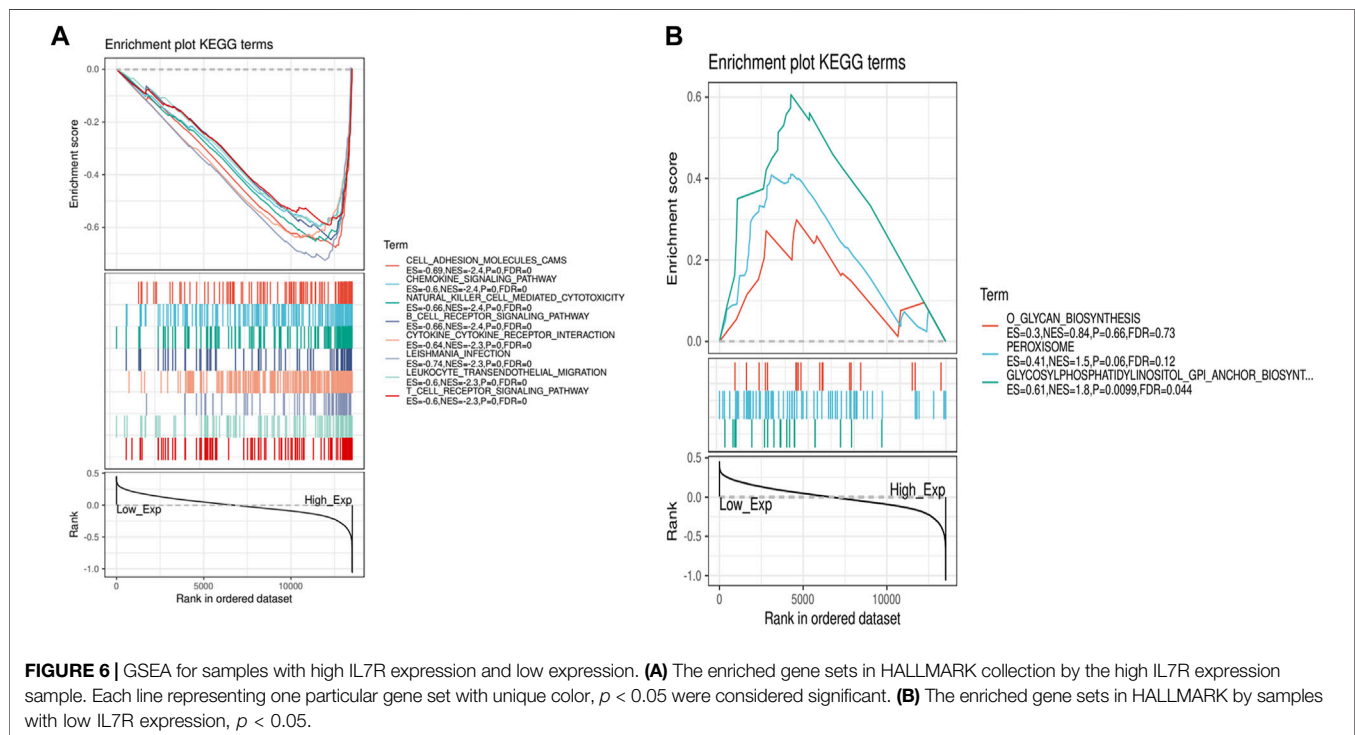 A
Enrichment plot KEGG terms
Enrichment score
0.0
-0.2
-0.4
-0.6
Term
CELL_ADHESION_MOLECULES_CAMS
ES=-0.69,NES=-2.4,P=0,FDR=0
CHEMOKINE_SIGNALING_PATHWAY
ES=-0.6,NES=-2.4,P=0,FDR=0
NATURAL_KILLER_CELL_MEDIATED_CYTOTOXICITY
ES=-0.66,NES=-2.4,P=0,FDR=0
B_CELL_RECEPTOR_SIGNALING_PATHWAY
ES=-0.66,NES=-2.4,P=0,FDR=0
CYTOKINE_CYTOKINE_RECEPTOR_INTERACTION
ES=-0.64,NES=-2.3,P=0,FDR=0
LEISHMANIA_INFECTION
ES=-0.74,NES=-2.3,P=0,FDR=0
LEUKOCYTE_TRANSENDOTHELIAL_MIGRATION
ES=-0.6,NES=-2.3,P=0,FDR=0
T_CELL_RECEPTOR_SIGNALING_PATHWAY
ES=-0.6,NES=-2.3,P=0,FDR=0
Rank
0.5
0.0
-0.5
-1.0
High_Exp
Low_Exp
0
5000
10000
Rank in ordered dataset
B
Enrichment plot KEGG terms
Enrichment score
0.6
0.4
0.2
0.0
Term
O_GLYCAN_BIOSYNTHESIS
ES=0.3,NES=0.84,P=0.66,FDR=0.73
PEROXISOME
ES=0.41,NES=1.5,P=0.06,FDR=0.12
GLYCOSYLPHOSPHATIDYLINOSITOL_GPI_ANCHOR_BIOSYNT...
ES=0.61,NES=1.8,P=0.0099,FDR=0.044
Rank
0.5
0.0
-0.5
-1.0
High_Exp
Low_Exp
0
5000
10000
Rank in ordered dataset
FIGURE 6 | GSEA for samples with high IL7R expression and low expression. (A) The enriched gene sets in HALLMARK collection by the high IL7R expression
sample. Each line representing one particular gene set with unique color, p < 0.05 were considered significant. (B) The enriched gene sets in HALLMARK by samples
with low IL7R expression, p < 0.05.